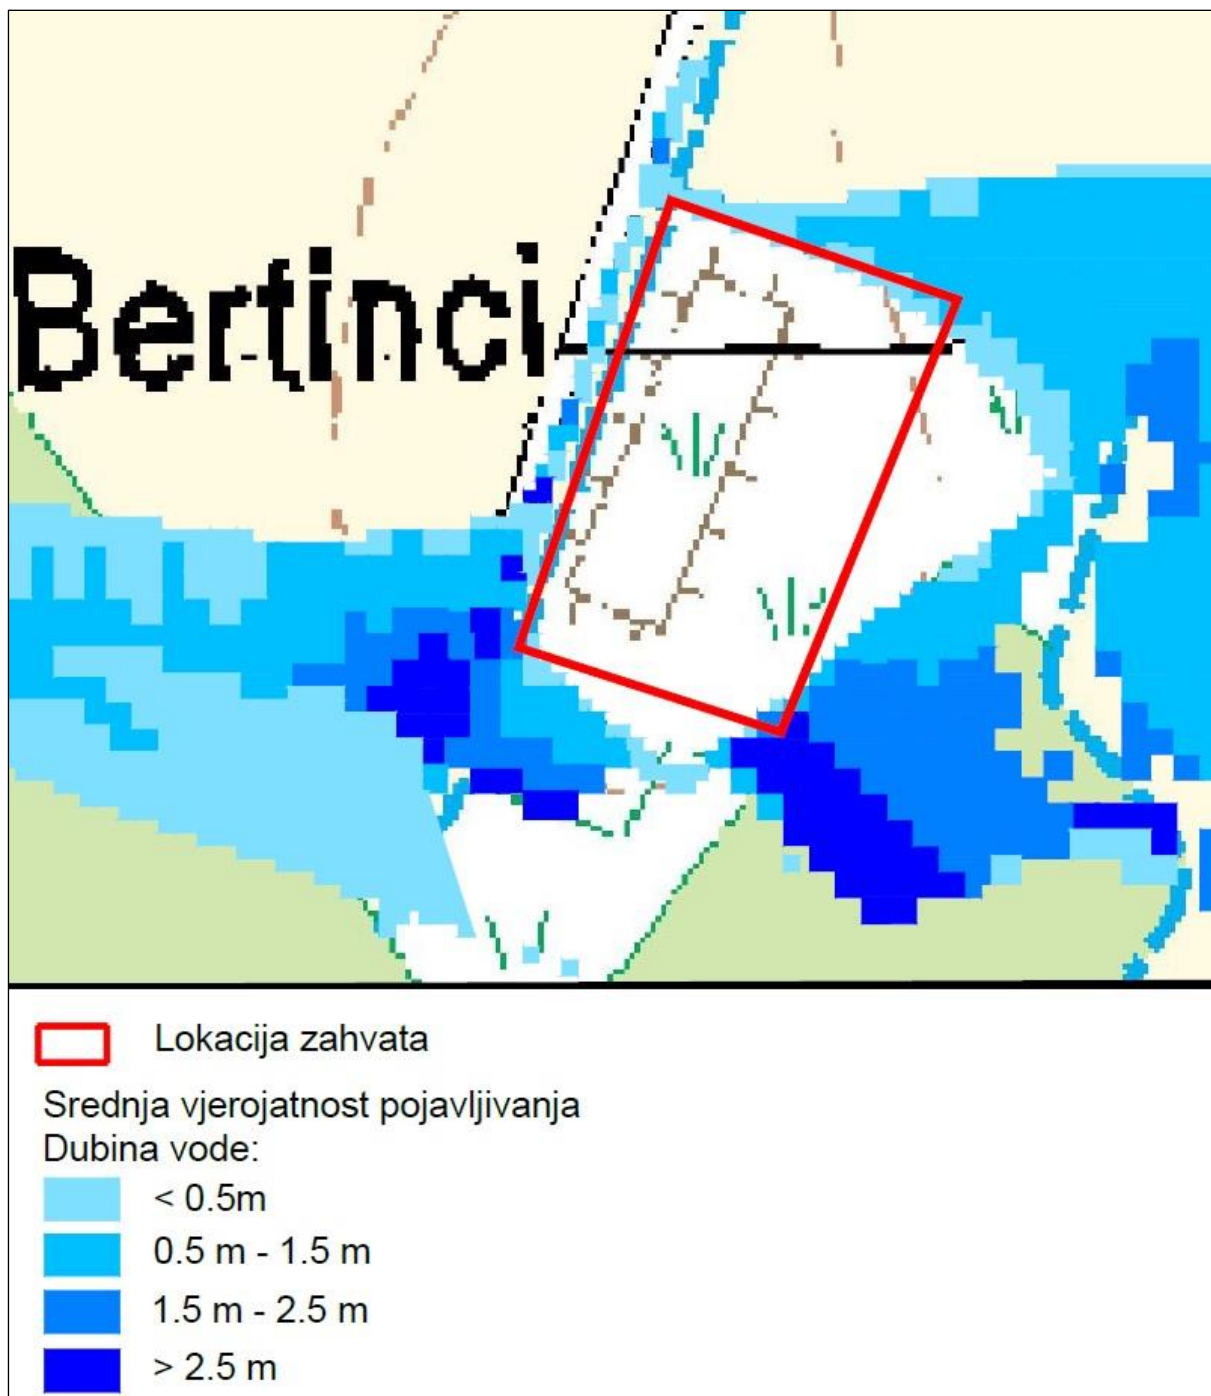 Bertinci
Lokacija zahvata
Srednja vjerojatnost pojavljivanja
Dubina vode:
< 0.5m
0.5 m - 1.5 m
1.5 m - 2.5 m
> 2.5 m